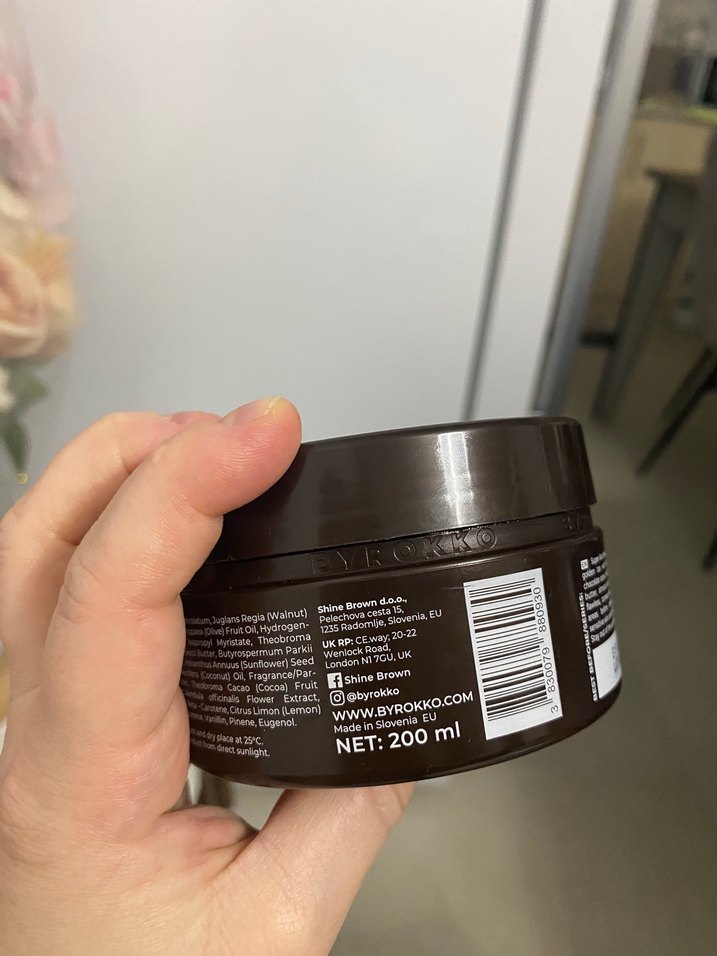 BYROKKO
Juglans Regia (Walnut)
(Olive) Fruit Oil, Hydrogen-
Myristate, Theobroma
Butter, Butyrospermum Parkii
Annuus (Sunflower) Seed
(Coconut) Oil, Fragrance/Par-
Theobroma Cacao (Cocoa) Fruit
officinalis Flower Extract,
Carotene, Citrus Limon (Lemon)
Vanillin, Pinene, Eugenol.
and dry place at 25°C.
from direct sunlight.
Shine Brown d.o.o.,
Pelechova cesta 15,
1235 Radomlje, Slovenia, EU
UK RP: CE.way, 20-22
Wenlock Road,
London N1 7GU, UK
Shine Brown
@byrokko
WWW.BYROKKO.COM
Made in Slovenia EU
NET: 200 ml
3 830079 880930
BEST BEFORE/SERIES:
EN